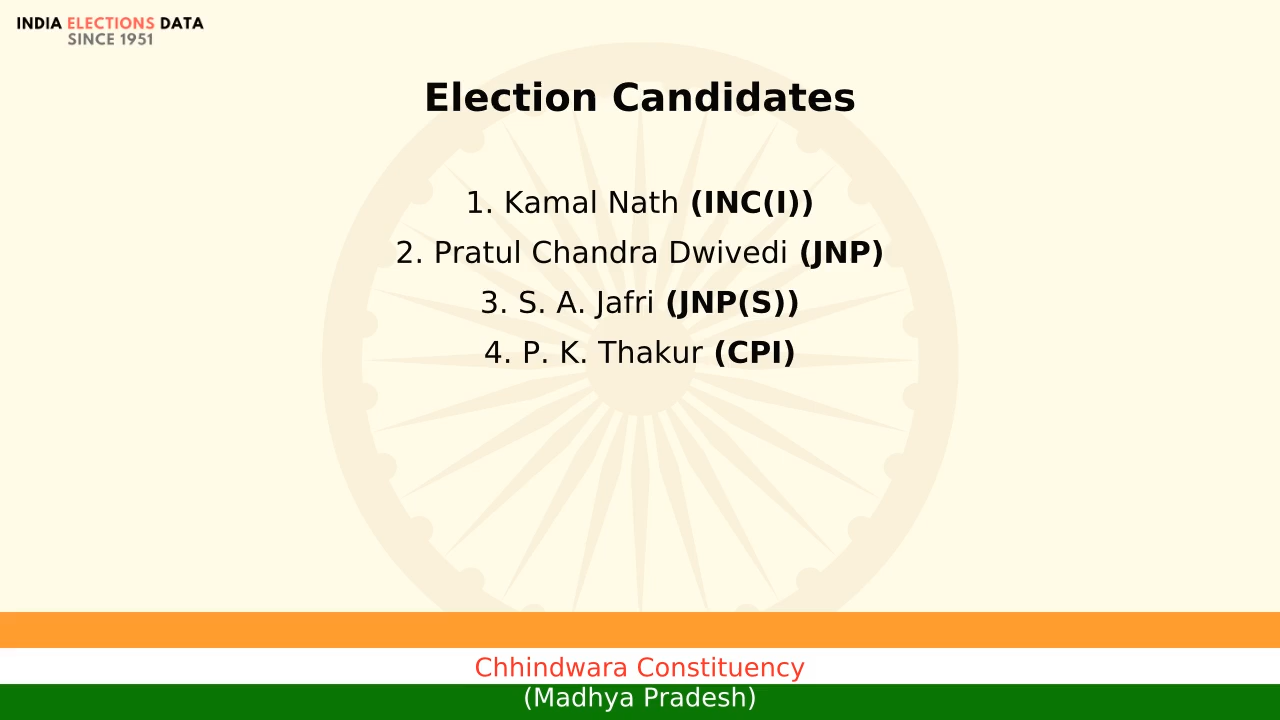 INDIA ELECTIONS DATA
SINCE 1951
Election Candidates
1. Kamal Nath (INC(I))
2. Pratul Chandra Dwivedi (JNP)
3. S. A. Jafri (JNP(S))
4. P. K. Thakur (CPI)
Chhindwara Constituency
(Madhya Pradesh)